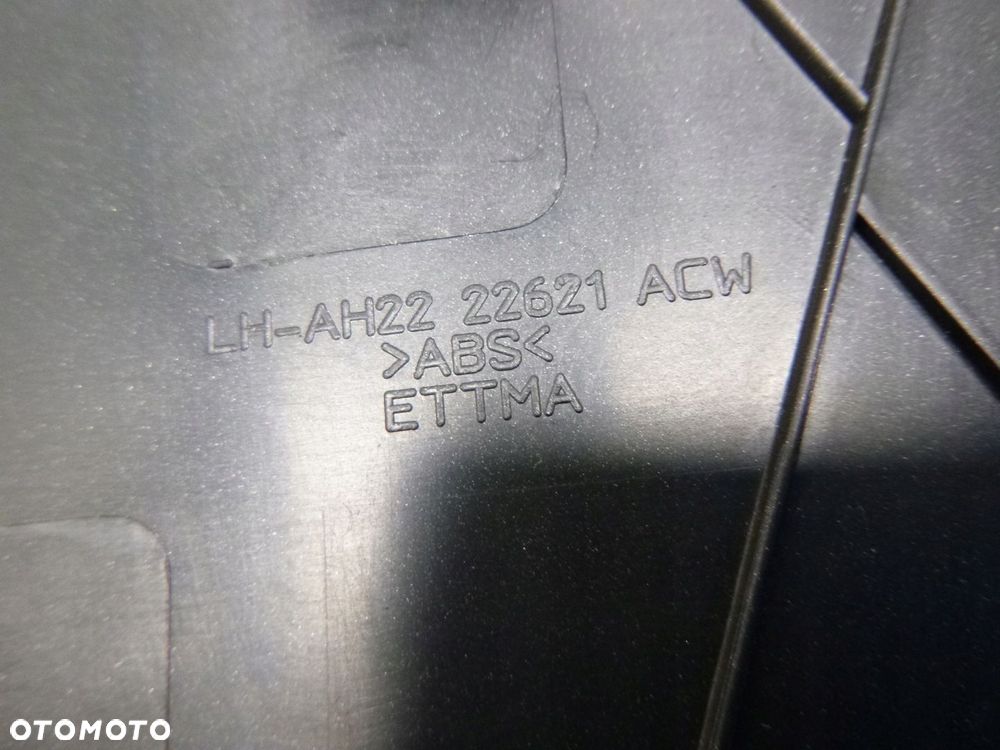 LH-AH22 22621 ACW
>ABS<
ETTMA
OTOMOTO